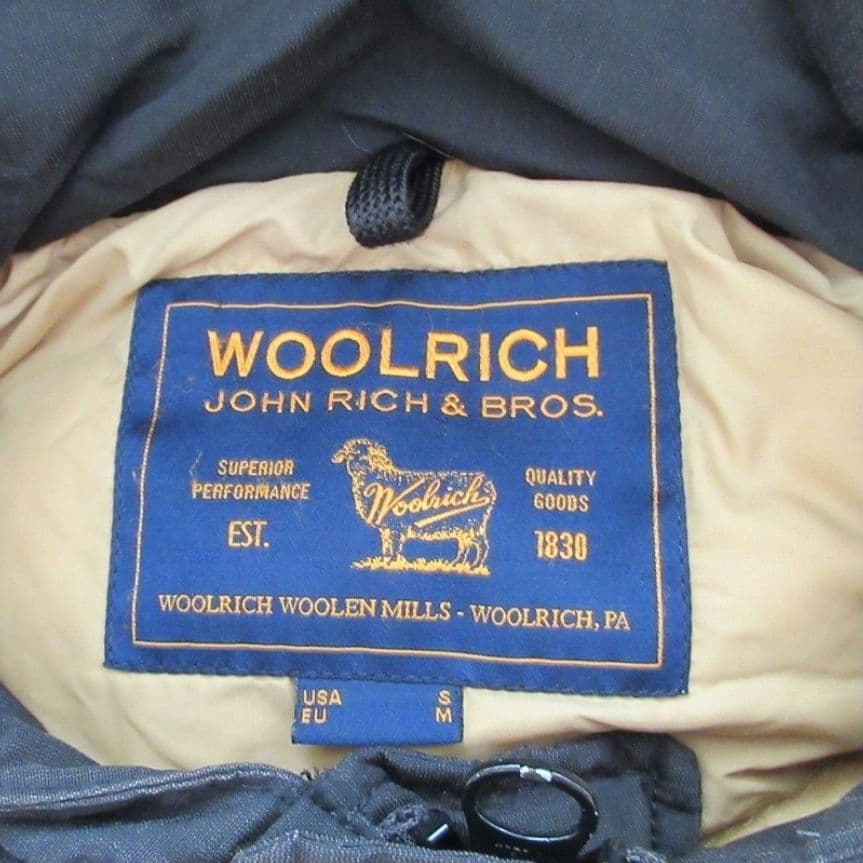 WOOLRICH
JOHN RICH & BROS.
SUPERIOR
PERFORMANCE
EST.
Woolrich
QUALITY
GOODS
1830
WOOLRICH WOOLEN MILLS - WOOLRICH, PA
USA S
EU M